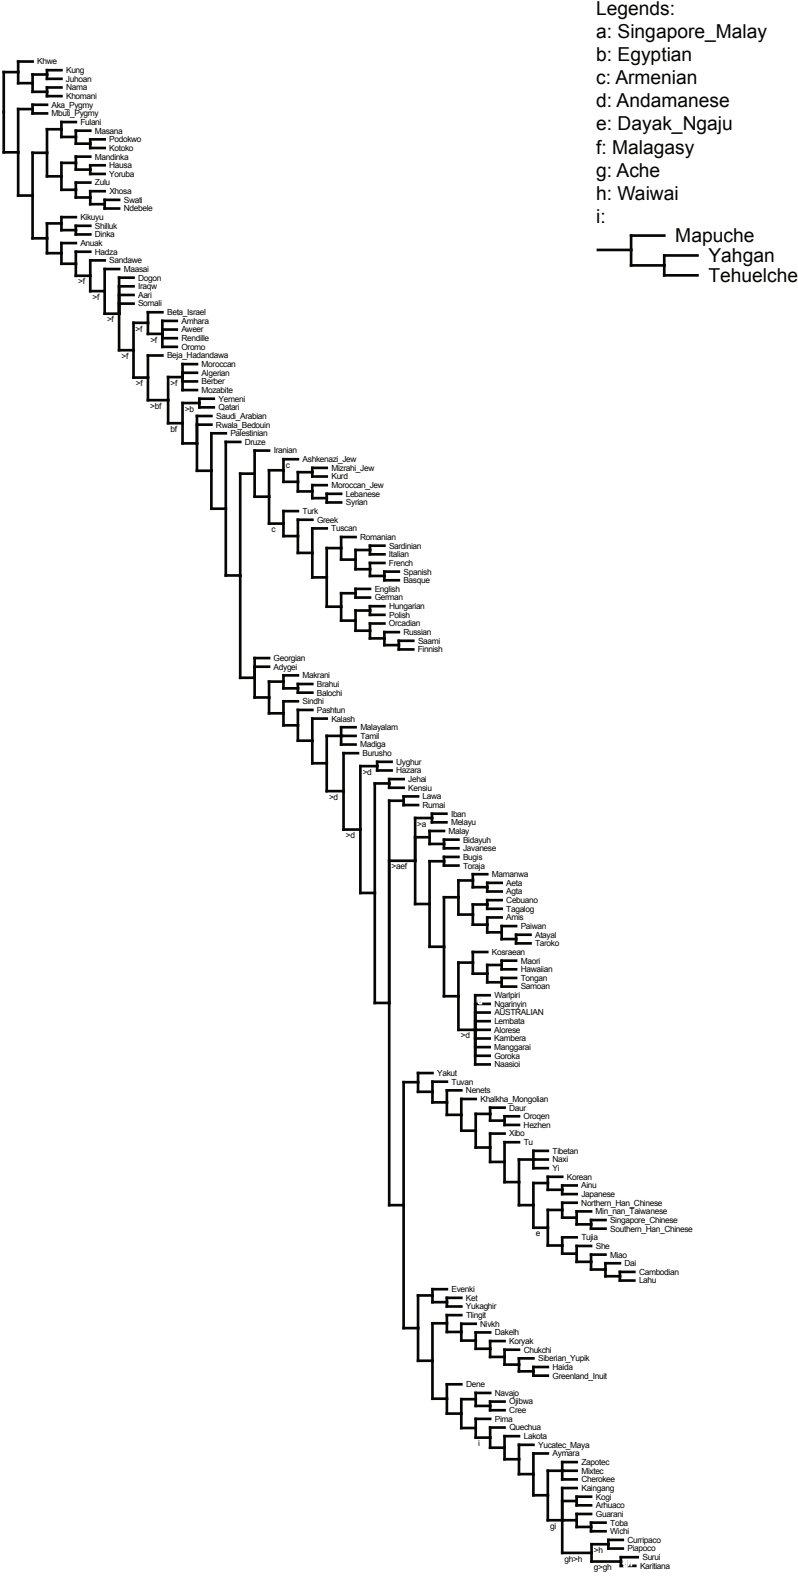 Legends:
a: Singapore_Malay
b: Egyptian
c: Armenian
d: Andamanese
e: Dayak_Ngaju
f: Malagasy
g: Ache
h: Waiwai
i:
Mapuche
Yahgan
Tehuelche
Khwe
Kung
Juhoan
Nama
Khomani
Aka_Pygmy
Mbuti_Pygmy
Fulani
Masana
Podokwo
Kotoko
Mandinka
Hausa
Yoruba
Zulu
Xhosa
Swati
Ndebele
Kikuyu
Shilluk
Dinka
Anuak
Hadza
Sandawe
>f
Maasai
>f
Dogon
Iraqw
Aari
Somali
>f
Beta_Israel
Amhara
>f
Aweer
>f
Rendille
Oromo
>f
Beja_Hadandawa
Moroccan
Algerian
>f
>f
Berber
Mozabite
Yemeni
>bf
>b
Qatari
Saudi_Arabian
Rwala_Bedouin
bf
Palestinian
Druze
Iranian
Ashkenazi_Jew
c
Mizrahi_Jew
Kurd
Moroccan_Jew
Lebanese
Syrian
Turk
Greek
c
Tuscan
Romanian
Sardinian
Italian
French
Spanish
Basque
English
German
Hungarian
Polish
Orcadian
Russian
Saami
Finnish
Georgian
Adygei
Makrani
Brahui
Balochi
Sindhi
Pashtun
Kalash
Malayalam
Tamil
Madiga
Burusho
Uyghur
>d
Hazara
Jehai
Kensiu
>d
Lawa
Rumai
Iban
>a
Melayu
Malay
>d
Bidayuh
Javanese
Bugis
>aef
Toraja
Mamanwa
Aeta
Agta
Cebuano
Tagalog
Amis
Paiwan
Atayal
Taroko
Kosraean
Maori
Hawaiian
Tongan
Samoan
Warlpiri
Ngarinyin
AUSTRALIAN
Lembata
Alorese
>d
Kambera
Manggarai
Goroka
Naasioi
Yakut
Tuvan
Nenets
Khalkha_Mongolian
Daur
Oroqen
Hezhen
Xibo
Tu
Tibetan
Naxi
Yi
Korean
Ainu
Japanese
Northern_Han_Chinese
Min_nan_Taiwanese
Singapore_Chinese
Southern_Han_Chinese
e
Tujia
She
Miao
Dai
Cambodian
Lahu
Evenki
Ket
Yukaghir
Tlingit
Nivkh
Dakelh
Koryak
Chukchi
Siberian_Yupik
Haida
Greenland_Inuit
Dene
Navajo
Ojibwa
Cree
Pima
Quechua
Lakota
i
Yucatec_Maya
Aymara
Zapotec
Mixtec
Cherokee
Kaingang
Kogi
Arhuaco
Guarani
Toba
gi
Wichi
Curripaco
>h
Piapoco
gh>h
Surui
g>gh
Karitiana